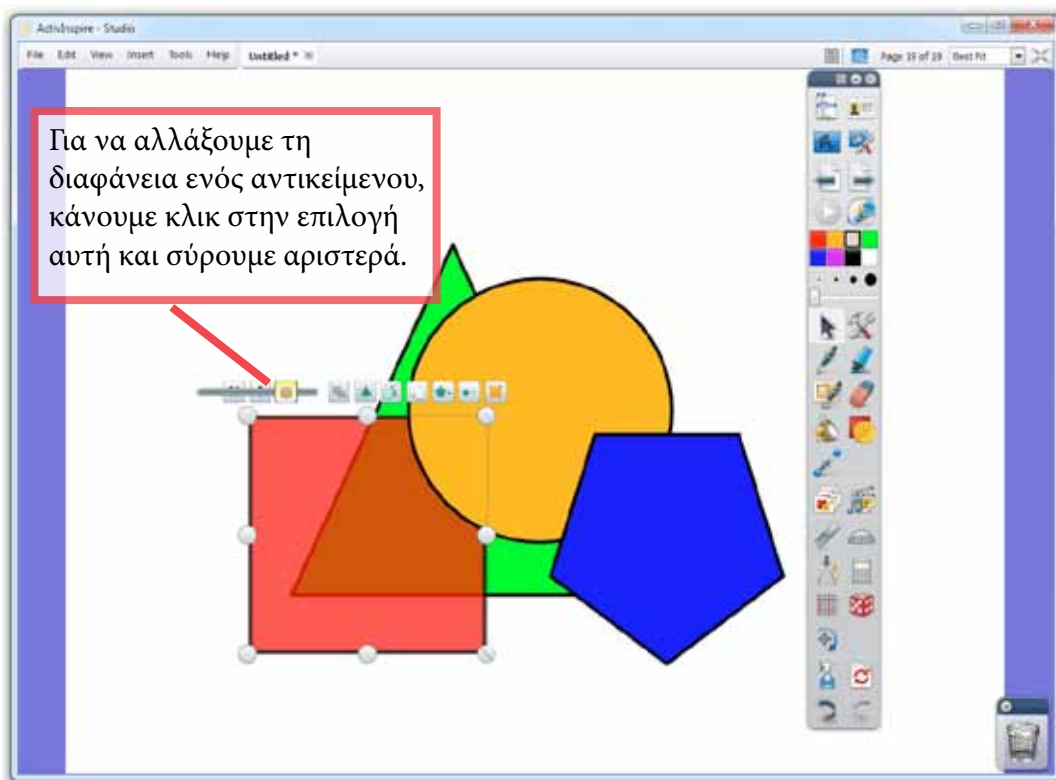 ActivInspire - Studio
File Edit View Insert Tools Help Untitled * Page 19 of 19 Best Fit
Για να αλλάξουμε τη
διαφάνεια ενός αντικείμενου,
κάνουμε κλικ στην επιλογή
αυτή και σύρουμε αριστερά.